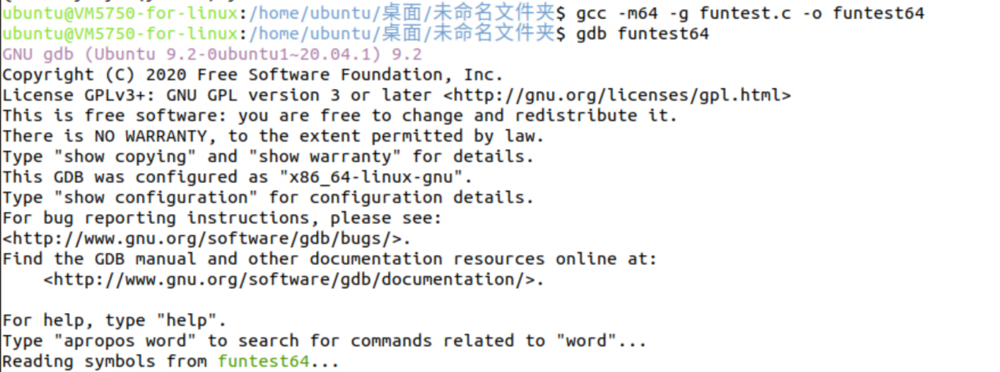 ubuntu@VM5750-for-linux:/home/ubuntu/桌面/未命名文件夹$ gcc -m64 -g funtest.c -o funtest64
ubuntu@VM5750-for-linux:/home/ubuntu/桌面/未命名文件夹$ gdb funtest64
GNU gdb (Ubuntu 9.2-0ubuntu1~20.04.1) 9.2
Copyright (C) 2020 Free Software Foundation, Inc.
License GPLv3+: GNU GPL version 3 or later <http://gnu.org/licenses/gpl.html>
This is free software: you are free to change and redistribute it.
There is NO WARRANTY, to the extent permitted by law.
Type "show copying" and "show warranty" for details.
This GDB was configured as "x86_64-linux-gnu".
Type "show configuration" for configuration details.
For bug reporting instructions, please see:
<http://www.gnu.org/software/gdb/bugs/>.
Find the GDB manual and other documentation resources online at:
    <http://www.gnu.org/software/gdb/documentation/>.

For help, type "help".
Type "apropos word" to search for commands related to "word"...
Reading symbols from funtest64...